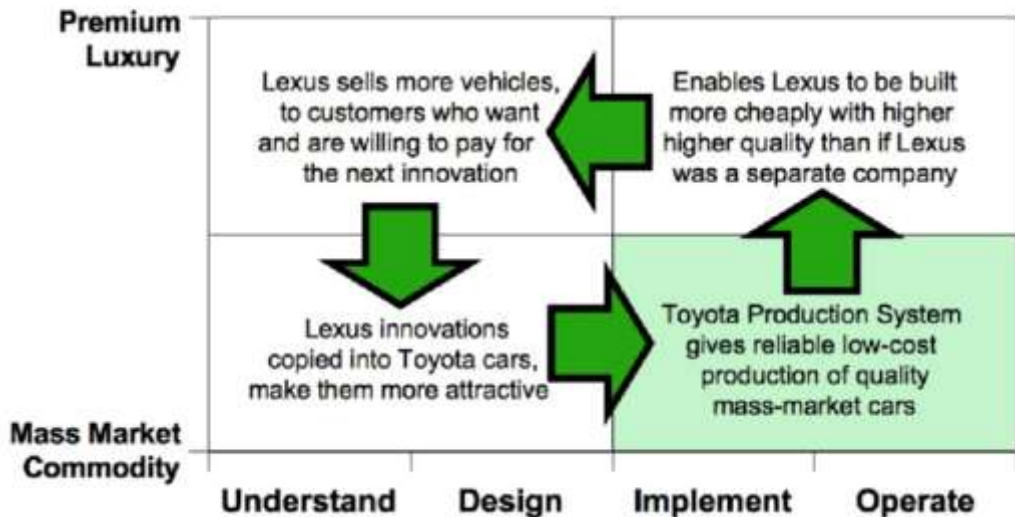 Premium
Luxury
Lexus sells more vehicles,
to customers who want
and are willing to pay for
the next innovation
Enables Lexus to be built
more cheaply with higher
higher quality than if Lexus
was a separate company
Lexus innovations
copied into Toyota cars,
make them more attractive
Toyota Production System
gives reliable low-cost
production of quality
mass-market cars
Mass Market
Commodity
Understand Design Implement Operate